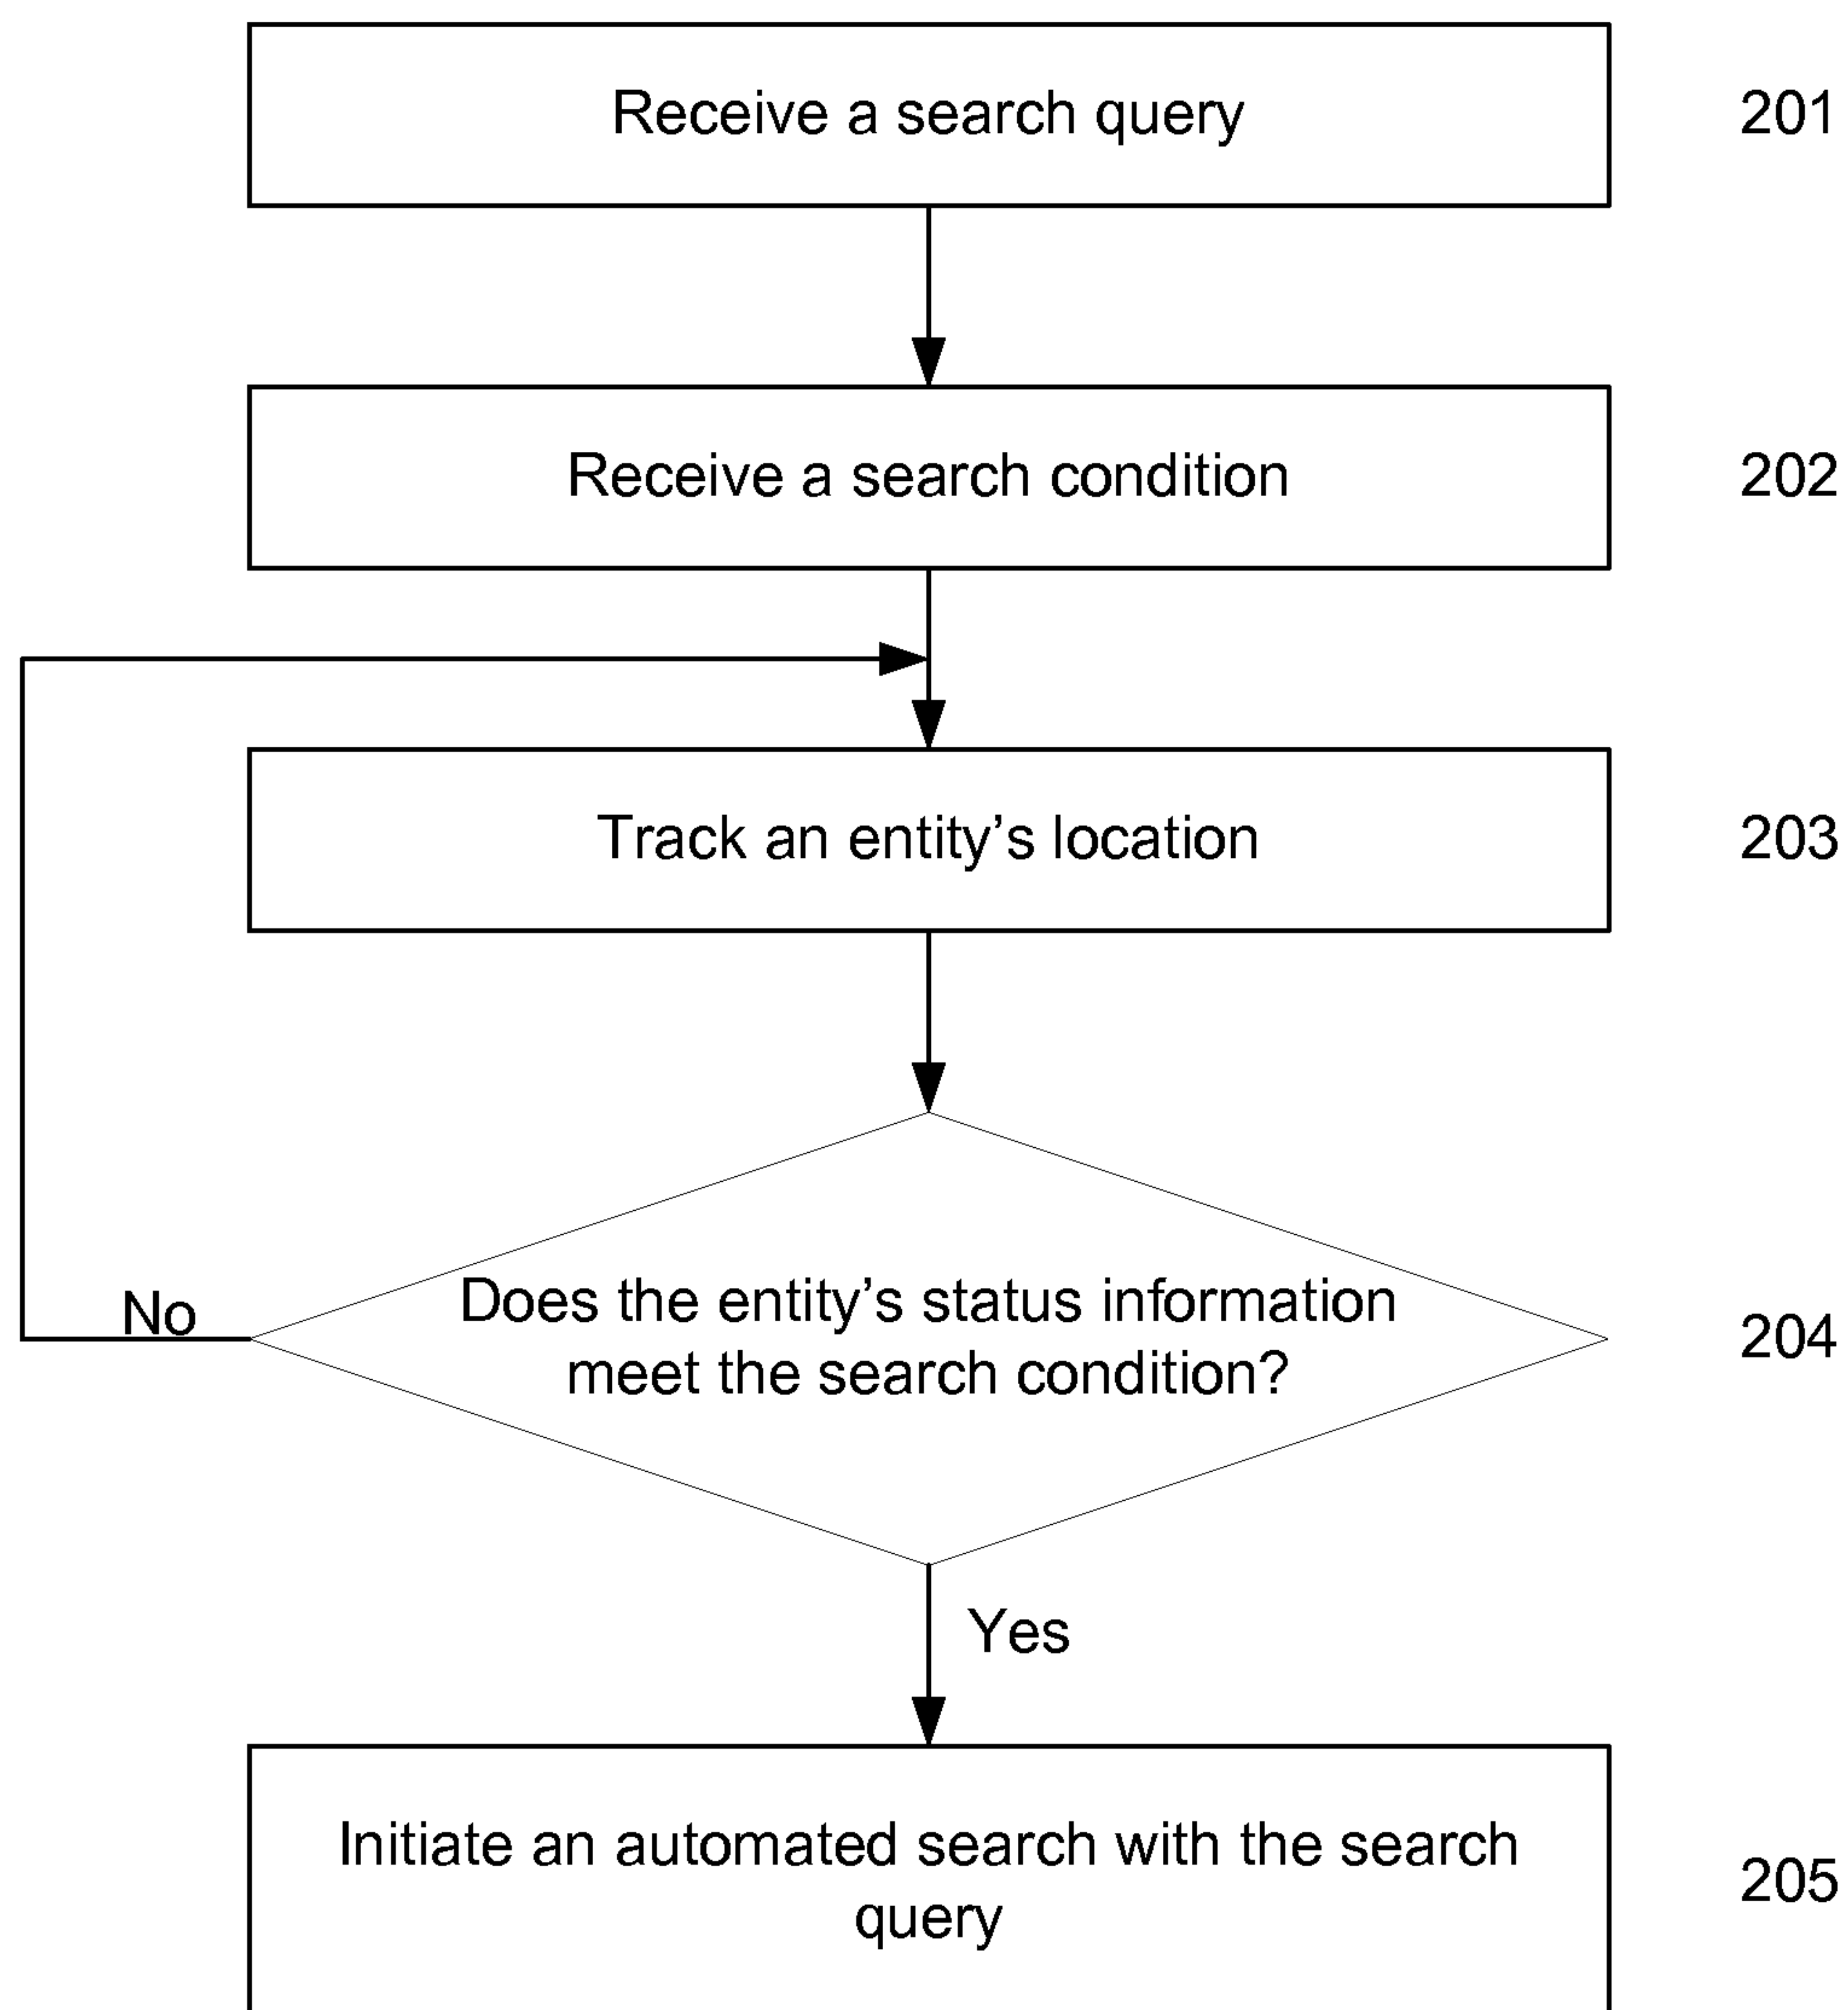 Receive a search query
201
Receive a search condition
202
Track an entity’s location
203
Does the entity’s status information
meet the search condition?
204
No
Yes
Initiate an automated search with the search
query
205